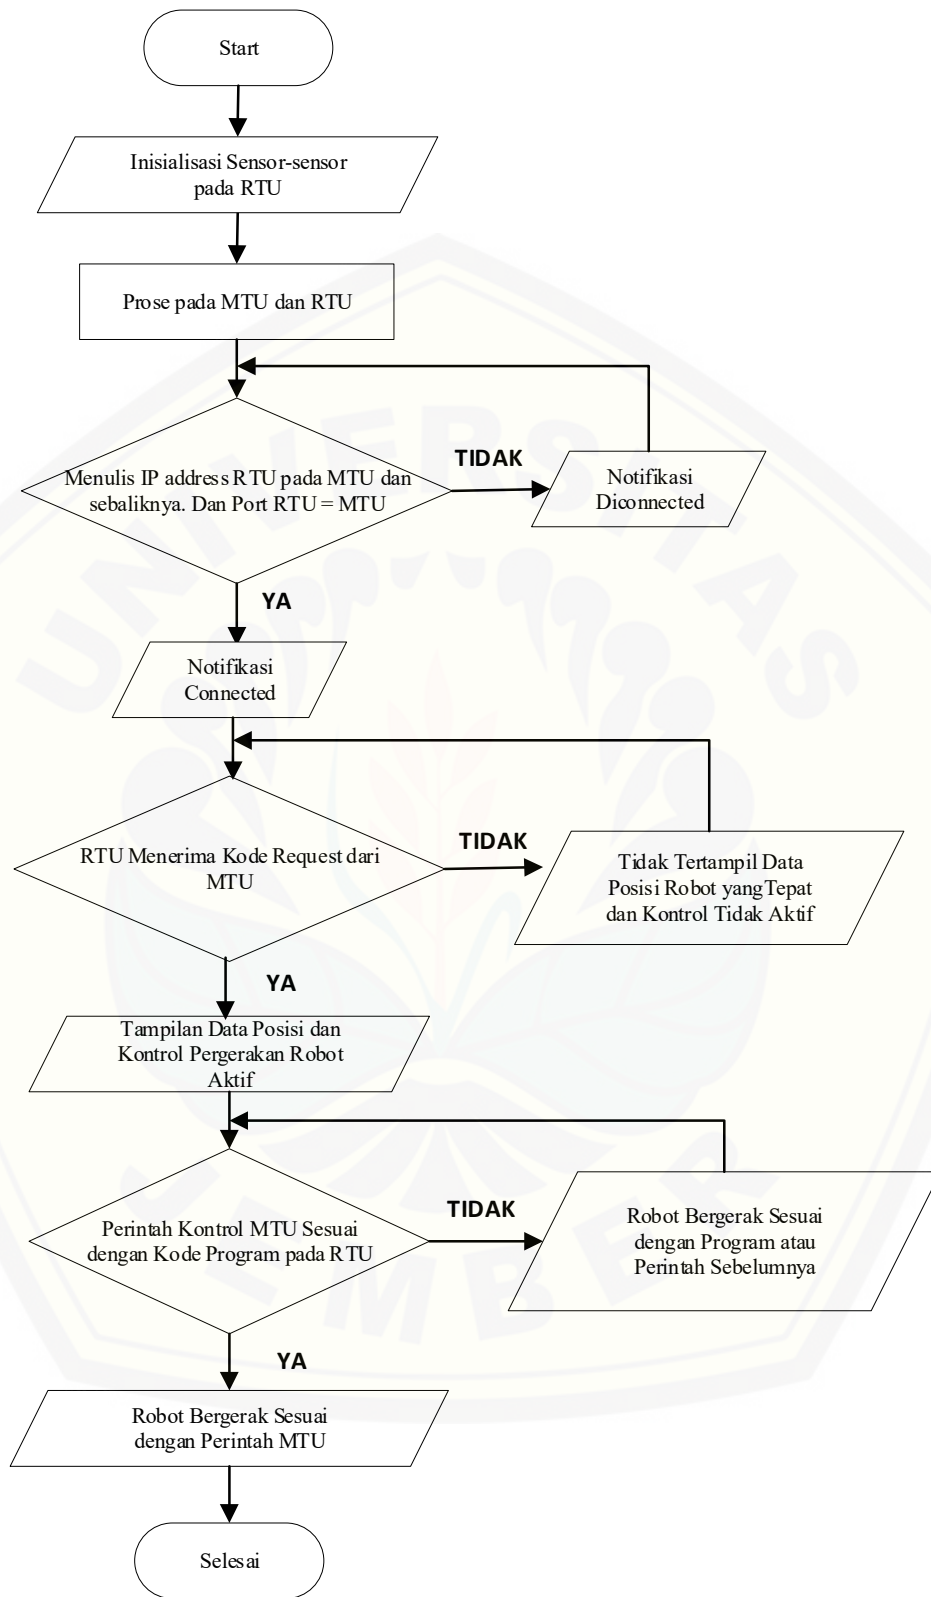 Start
Inisialisasi Sensor-sensor
pada RTU
Prose pada MTU dan RTU
Menulis IP address RTU pada MTU dan
sebaliknya. Dan Port RTU = MTU
TIDAK
Notifikasi
Diconnected
YA
Notifikasi
Connected
RTU Menerima Kode Request dari
MTU
TIDAK
Tidak Tertampil Data
Posisi Robot yang Tepat
dan Kontrol Tidak Aktif
YA
Tampilan Data Posisi dan
Kontrol Pergerakan Robot
Aktif
Perintah Kontrol MTU Sesuai
dengan Kode Program pada RTU
TIDAK
Robot Bergerak Sesuai
dengan Program atau
Perintah Sebelumnya
YA
Robot Bergerak Sesuai
dengan Perintah MTU
Selesai
UNIVERSITAS
JEMBER